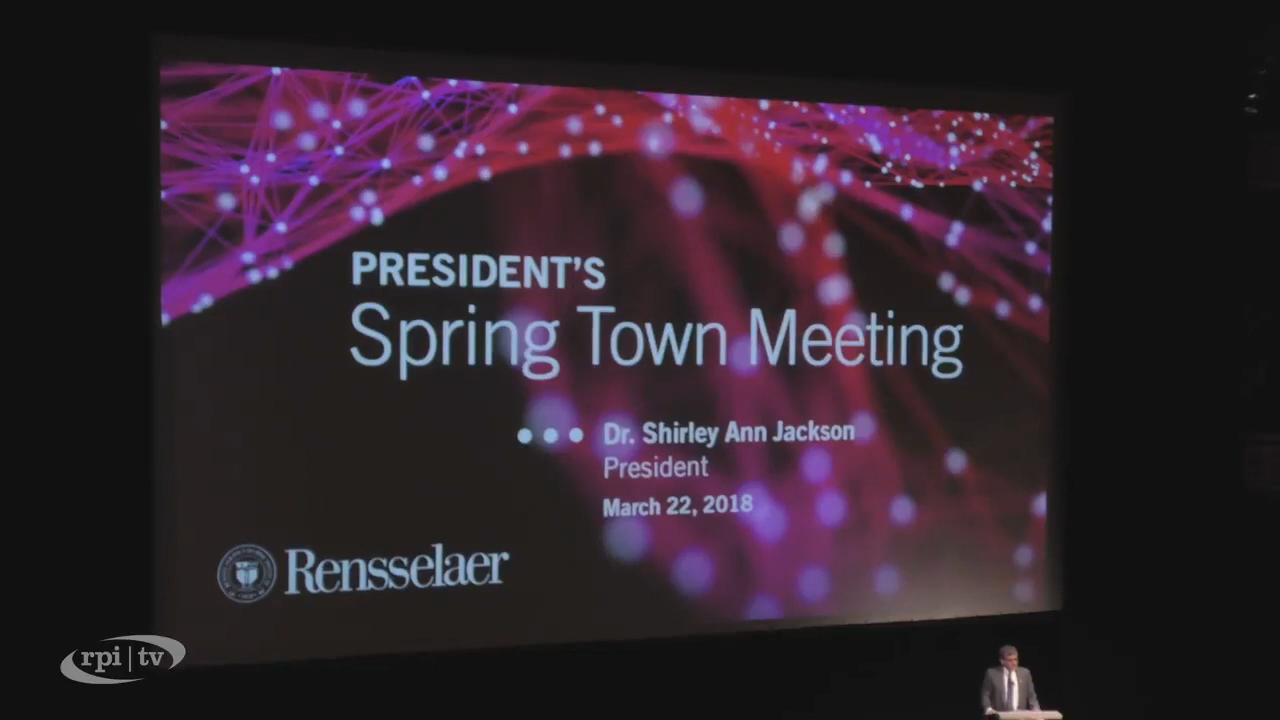 PRESIDENT'S
Spring Town Meeting
Dr. Shirley Ann Jackson
President
March 22, 2018
Rensselaer
rpi|tv